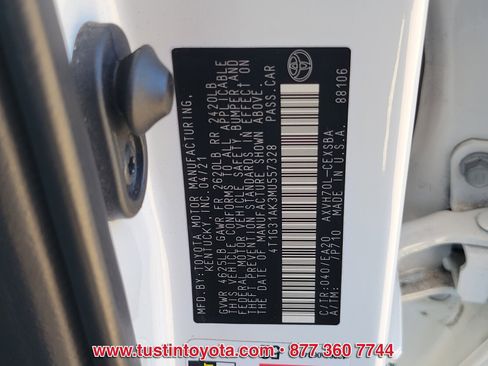 MFD.BY:TOYOTA MOTOR MANUFACTURING,
KENTUCKY, INC.04/21
GVWR 4625LB GAWR FR 2620LB RR 2420LB
THIS VEHICLE CONFORMS TO ALL APPLICABLE
FEDERAL MOTOR VEHICLE SAFETY, BUMPER, AND
THEFT PREVENTION STANDARDS IN EFFECT ON
THE DATE OF MANUFACTURE SHOWN ABOVE.
4T1G31AK3MU557328 PASS.CAR
C/TR:040/EA20 AXVH70L-CEXSBA
A/TM: /P710 MADE IN U.S.A. 88106
www.tustintoyota.com • 877 360 7744